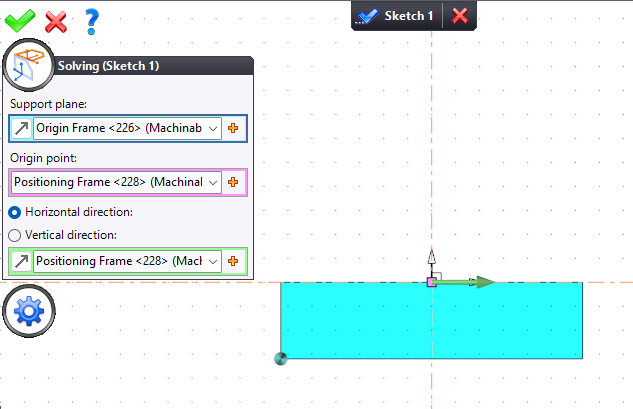 Sketch 1
Solving (Sketch 1)
Support plane:
Origin Frame <226> (Machinab
Origin point:
Positioning Frame <228> (Machinal
Horizontal direction:
Vertical direction:
Positioning Frame <228> (Macl